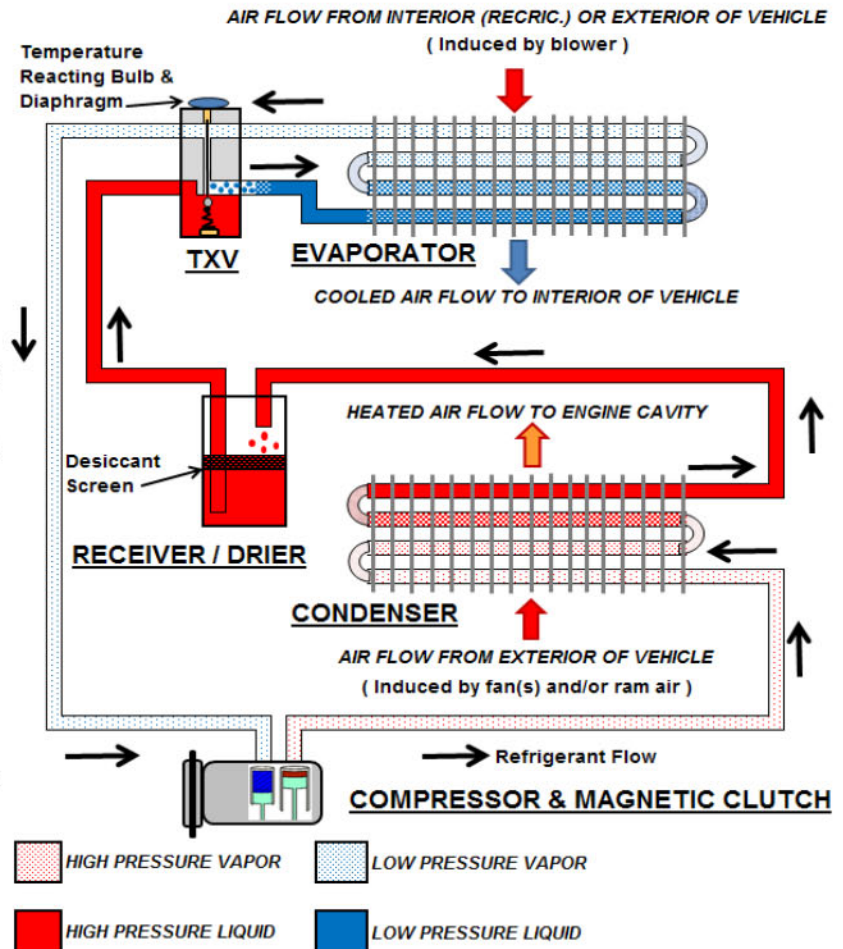 AIR FLOW FROM INTERIOR (RECRIC.) OR EXTERIOR OF VEHICLE
( Induced by blower )
Temperature
Reacting Bulb &
Diaphragm
TXV
EVAPORATOR
COOLED AIR FLOW TO INTERIOR OF VEHICLE
HEATED AIR FLOW TO ENGINE CAVITY
Desiccant
Screen
RECEIVER / DRIER
CONDENSER
AIR FLOW FROM EXTERIOR OF VEHICLE
( Induced by fan(s) and/or ram air )
Refrigerant Flow
COMPRESSOR & MAGNETIC CLUTCH
HIGH PRESSURE VAPOR
LOW PRESSURE VAPOR
HIGH PRESSURE LIQUID
LOW PRESSURE LIQUID